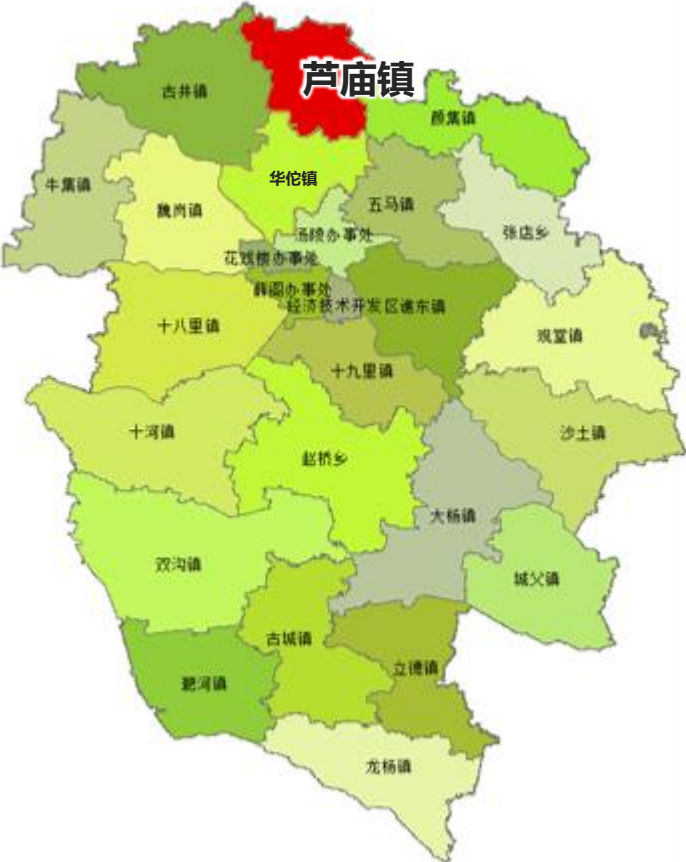 芦庙镇
古井镇
颜集镇
华佗镇
牛集镇
五马镇
魏岗镇
张店乡
汤陵办事处
花戏楼办事处
薛阁办事处
经济技术开发区谯东镇
十八里镇
观堂镇
十九里镇
十河镇
沙土镇
赵桥乡
大杨镇
双沟镇
城父镇
古城镇
立德镇
淝河镇
龙杨镇